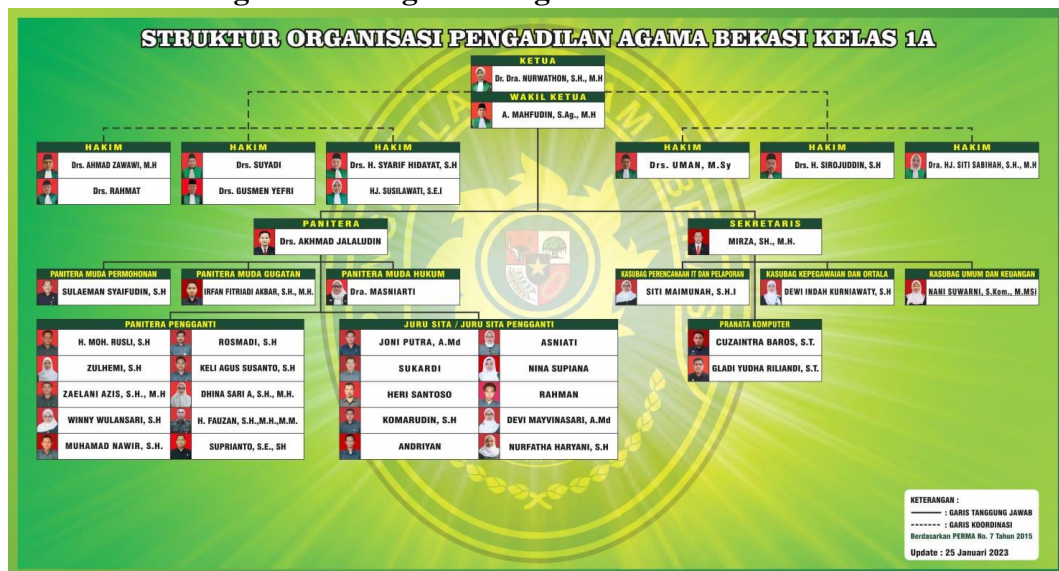 STRUKTUR ORGANISASI PENGADILAN AGAMA BEKASI KELAS 1A
KETUA
Dr. Dra. NURWATHON, S.H., M.H
WAKIL KETUA
A. MAHFUDIN, S.Ag., M.H
HAKIM
Drs. AHMAD ZAWAWI, M.H
Drs. RAHMAT
HAKIM
Drs. SUYADI
Drs. GUSMEN YEFRI
HAKIM
Drs. H. SYARIF HIDAYAT, S.H
HJ. SUSILAWATI, S.E.I
HAKIM
Drs. UMAN, M.Sy
HAKIM
Drs. H. SIROJUDDIN, S.H
HAKIM
Dra. HJ. SITI SABIHAH, S.H., M.H
PANITERA
Drs. AKHMAD JALALUDIN
SEKRETARIS
MIRZA, SH., M.H.
PANITERA MUDA PERMOHONAN
SULAEMAN SYAIFUDIN, S.H
PANITERA MUDA GUGATAN
IRFAN FITRIADI AKBAR, S.H., M.H.
PANITERA MUDA HUKUM
Dra. MASNIARTI
KASUBAG PERENCANAAN IT DAN PELAPORAN
SITI MAIMUNAH, S.H.I
KASUBAG KEPEGAWAIAN DAN ORTALA
DEWI INDAH KURNIAWATY, S.H
KASUBAG UMUM DAN KEUANGAN
NANI SUWARNI, S.Kom., M.MSi
PANITERA PENGGANTI
H. MOH. RUSLI, S.H
ROSMADI, S.H
ZULHEMI, S.H
KELI AGUS SUSANTO, S.H
ZAELANI AZIS, S.H., M.H
DHINA SARI A, S.H., M.H.
WINNY WULANSARI, S.H
H. FAUZAN, S.H.,M.H.,M.M.
MUHAMAD NAWIR, S.H.
SUPRIANTO, S.E., SH
JURU SITA / JURU SITA PENGGANTI
JONI PUTRA, A.Md
ASNIATI
SUKARDI
NINA SUPIANA
HERI SANTOSO
RAHMAN
KOMARUDIN, S.H
DEVI MAYVINASARI, A.Md
ANDRIYAN
NURFATHA HARYANI, S.H
PRANATA KOMPUTER
CUZAINTRA BAROS, S.T.
GLADI YUDHA RILIANDI, S.T.
KETERANGAN :
: GARIS TANGGUNG JAWAB
: GARIS KOORDINASI
Berdasarkan PERMA No. 7 Tahun 2015
Update : 25 Januari 2023